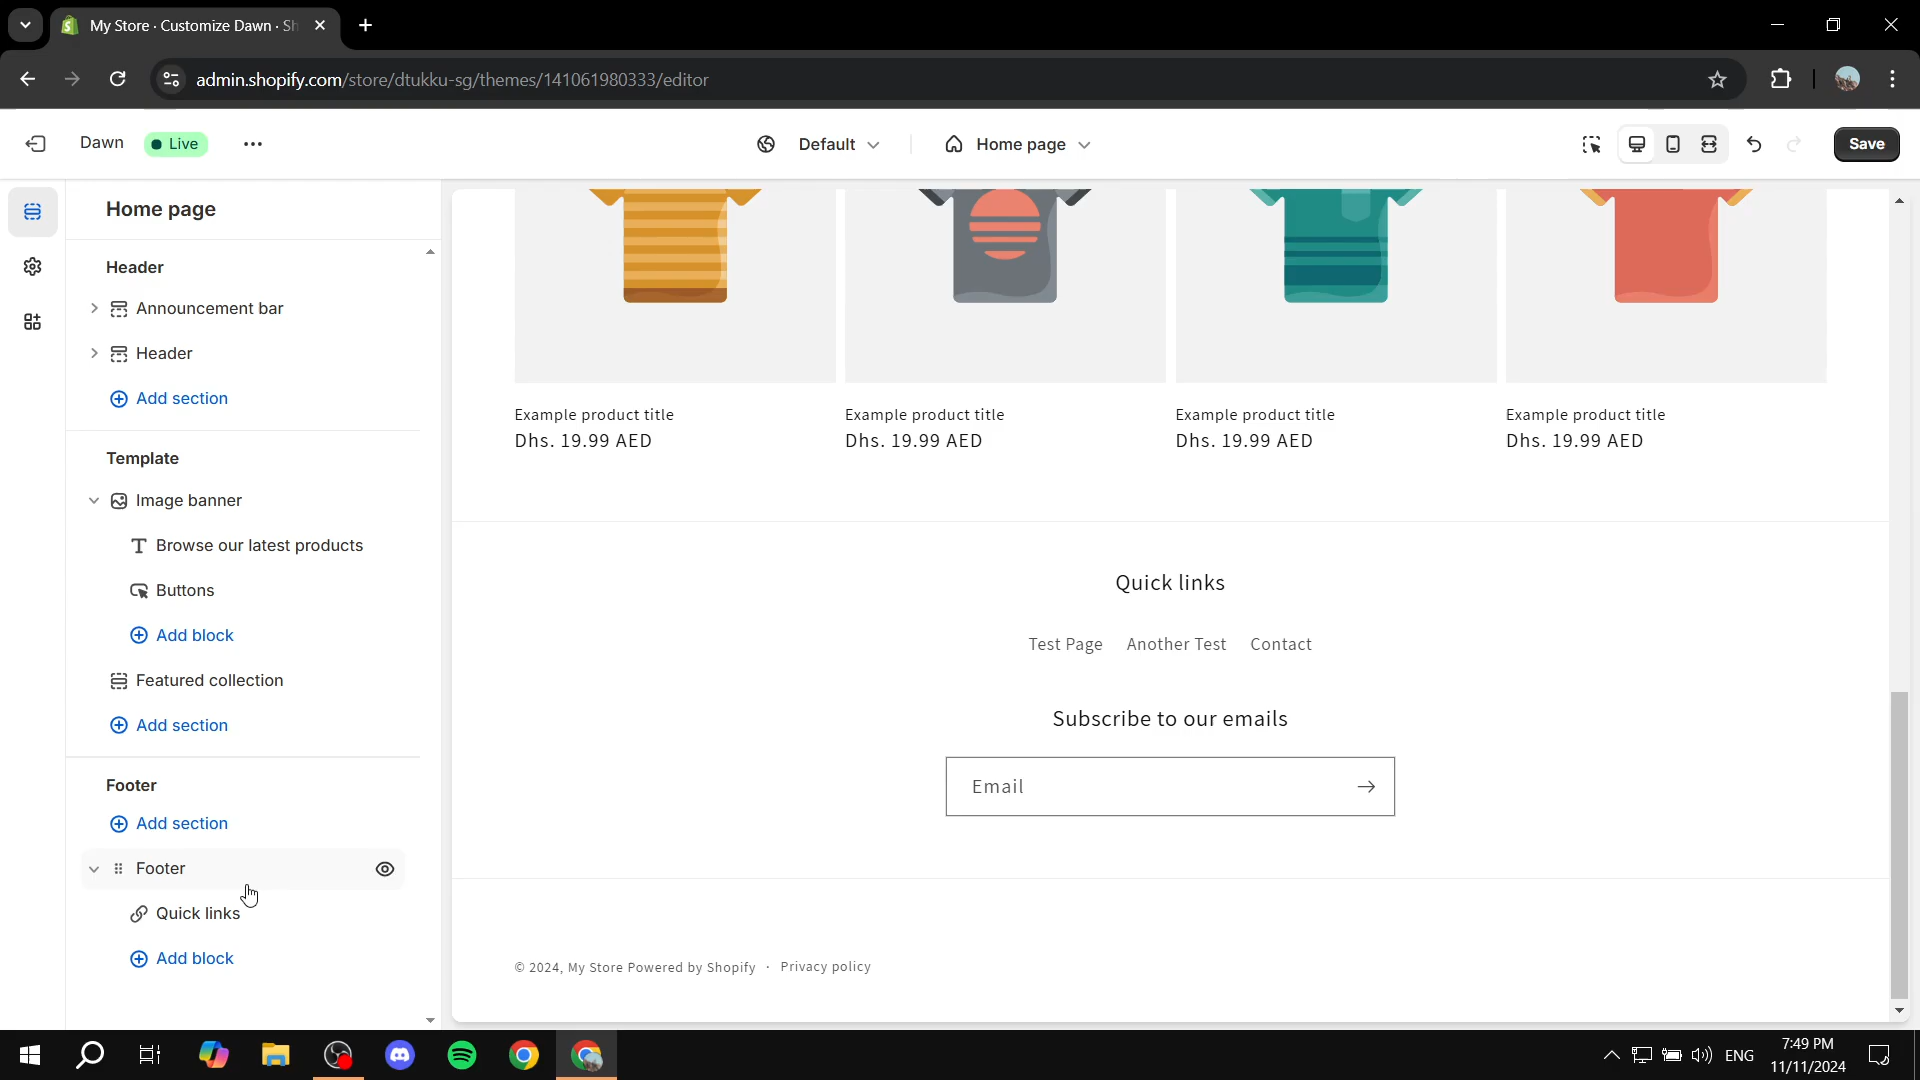 My Store · Customize Dawn · Sh
admin.shopify.com/store/dtukku-sg/themes/141061980333/editor
Dawn
Live
Default
Home page
Save
Home page
Header
Announcement bar
Header
Add section
Template
Image banner
Browse our latest products
Buttons
Add block
Featured collection
Add section
Footer
Add section
Footer
Quick links
Add block
Example product title
Dhs. 19.99 AED
Example product title
Dhs. 19.99 AED
Example product title
Dhs. 19.99 AED
Example product title
Dhs. 19.99 AED
Quick links
Test Page Another Test Contact
Subscribe to our emails
Email
© 2024, My Store Powered by Shopify · Privacy policy
ENG
7:49 PM
11/11/2024